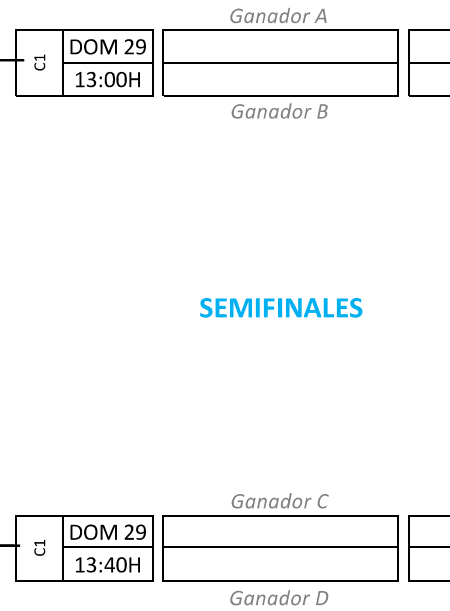 Ganador A
C1
DOM 29
13:00H
Ganador B
SEMIFINALES
Ganador C
C1
DOM 29
13:40H
Ganador D